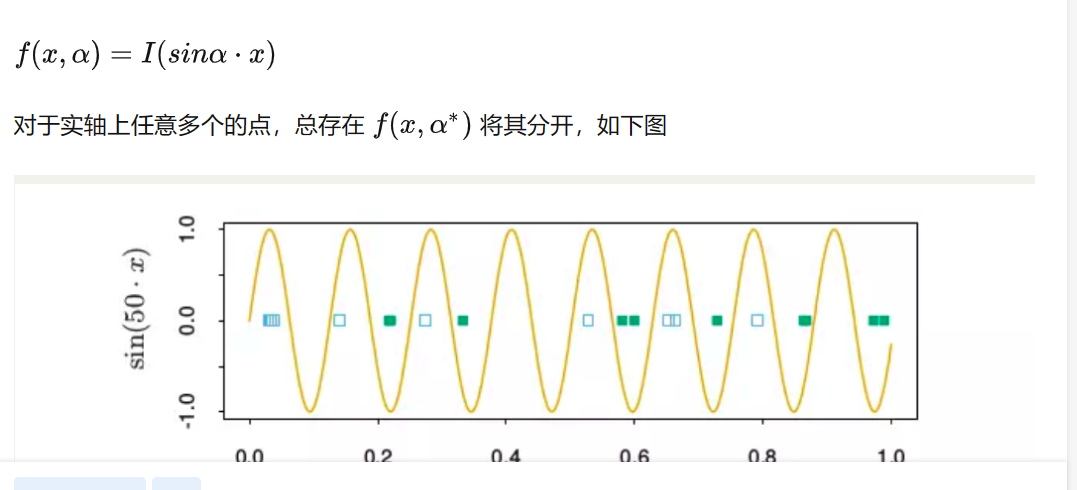 f(x, α) = I(sinα · x)
对于实轴上任意多个的点，总存在 f(x, α*) 将其分开，如下图
1.0
sin(50 · x)
0.0
-1.0
0.0 0.2 0.4 0.6 0.8 1.0